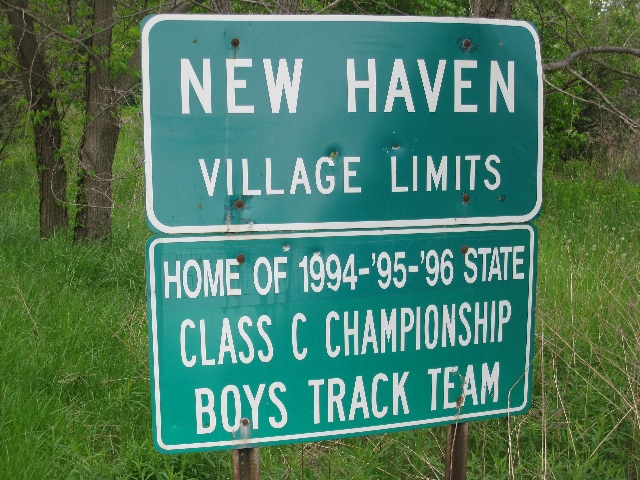 NEW HAVEN
VILLAGE LIMITS
HOME OF 1994-'95-'96 STATE
CLASS C CHAMPIONSHIP
BOYS TRACK TEAM